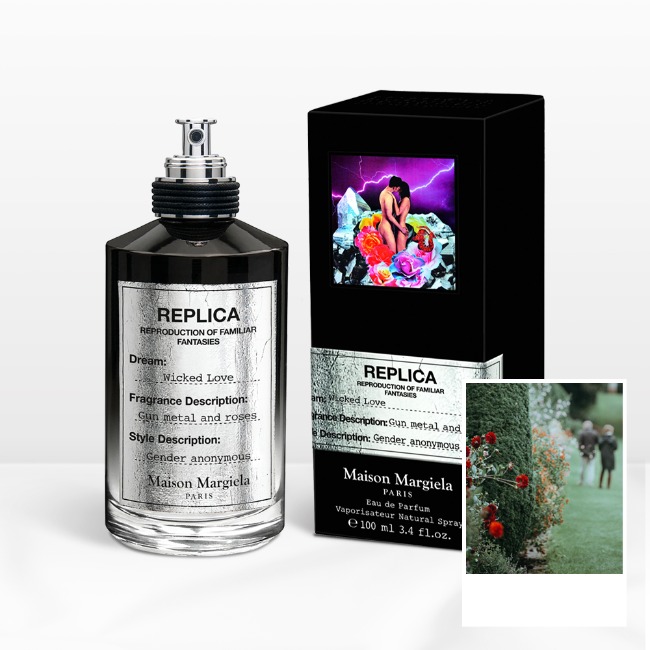 REPLICA
REPRODUCTION OF FAMILIAR
FANTASIES
Dream:
Wicked Love
Fragrance Description:
Gun metal and roses
Style Description:
Gender anonymous
Maison Margiela
PARIS
REPLICA
REPRODUCTION OF FAMILIAR
FANTASIES
am: Wicked Love
grance Description: Gun metal and
le Description: Gender anonymous
Maison Margiela
PARIS
Eau de Parfum
Vaporisateur Natural Spray
℮ 100 ml 3.4 fl.oz.